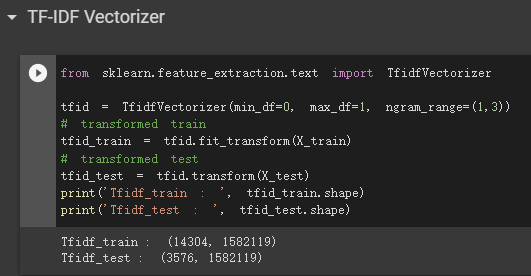 TF-IDF Vectorizer
from sklearn.feature_extraction.text import TfidfVectorizer
tfid = TfidfVectorizer(min_df=0, max_df=1, ngram_range=(1,3))
# transformed train
tfid_train = tfid.fit_transform(X_train)
# transformed test
tfid_test = tfid.transform(X_test)
print('Tfidf_train : ', tfid_train.shape)
print('Tfidf_test : ', tfid_test.shape)
Tfidf_train : (14304, 1582119)
Tfidf_test : (3576, 1582119)